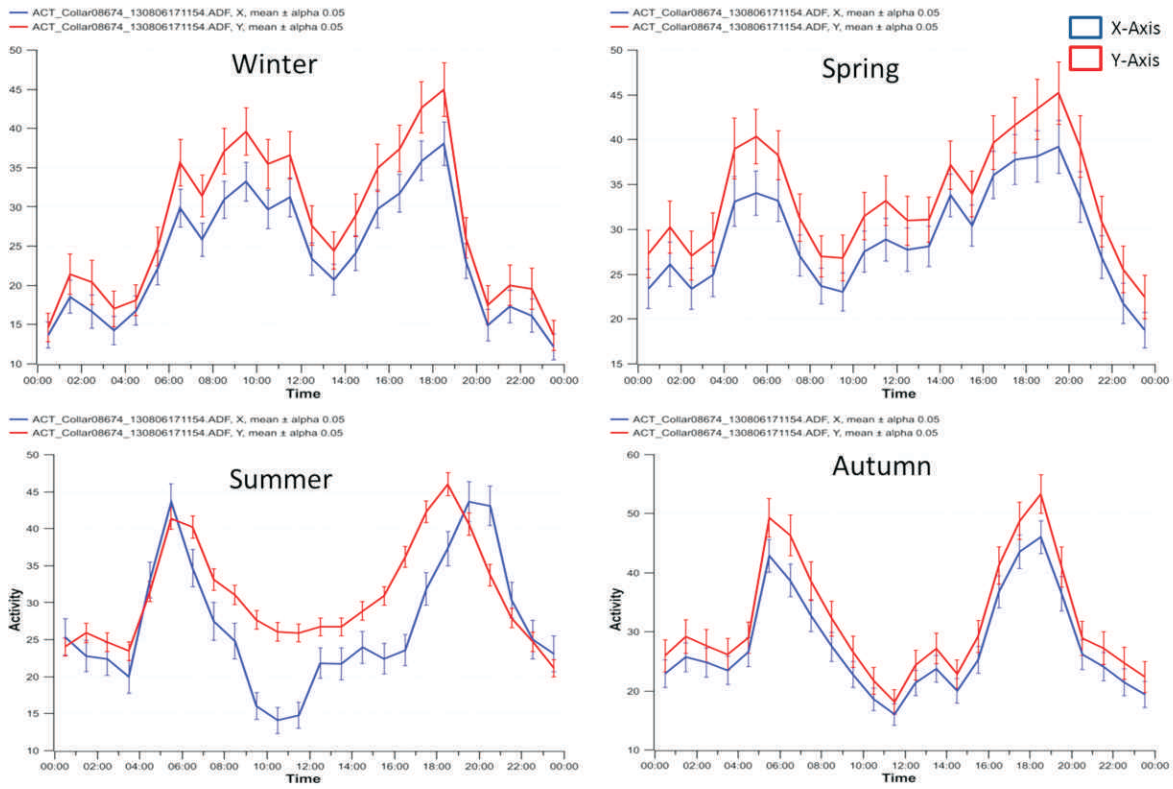 ACT_Collar08674_130806171154.ADF, X, mean ± alpha 0.05
ACT_Collar08674_130806171154.ADF, Y, mean ± alpha 0.05
Winter
50
45
40
35
30
25
20
15
10
00:00 02:00 04:00 06:00 08:00 10:00 12:00 14:00 16:00 18:00 20:00 22:00 00:00
Time
ACT_Collar08674_130806171154.ADF, X, mean ± alpha 0.05
ACT_Collar08674_130806171154.ADF, Y, mean ± alpha 0.05
X-Axis
Y-Axis
Spring
50
45
40
35
30
25
20
15
00:00 02:00 04:00 06:00 08:00 10:00 12:00 14:00 16:00 18:00 20:00 22:00 00:00
Time
ACT_Collar08674_130806171154.ADF, X, mean ± alpha 0.05
ACT_Collar08674_130806171154.ADF, Y, mean ± alpha 0.05
Summer
50
45
40
35
30
25
20
15
10
Activity
00:00 02:00 04:00 06:00 08:00 10:00 12:00 14:00 16:00 18:00 20:00 22:00 00:00
Time
ACT_Collar08674_130806171154.ADF, X, mean ± alpha 0.05
ACT_Collar08674_130806171154.ADF, Y, mean ± alpha 0.05
Autumn
60
50
40
30
20
10
Activity
00:00 02:00 04:00 06:00 08:00 10:00 12:00 14:00 16:00 18:00 20:00 22:00 00:00
Time